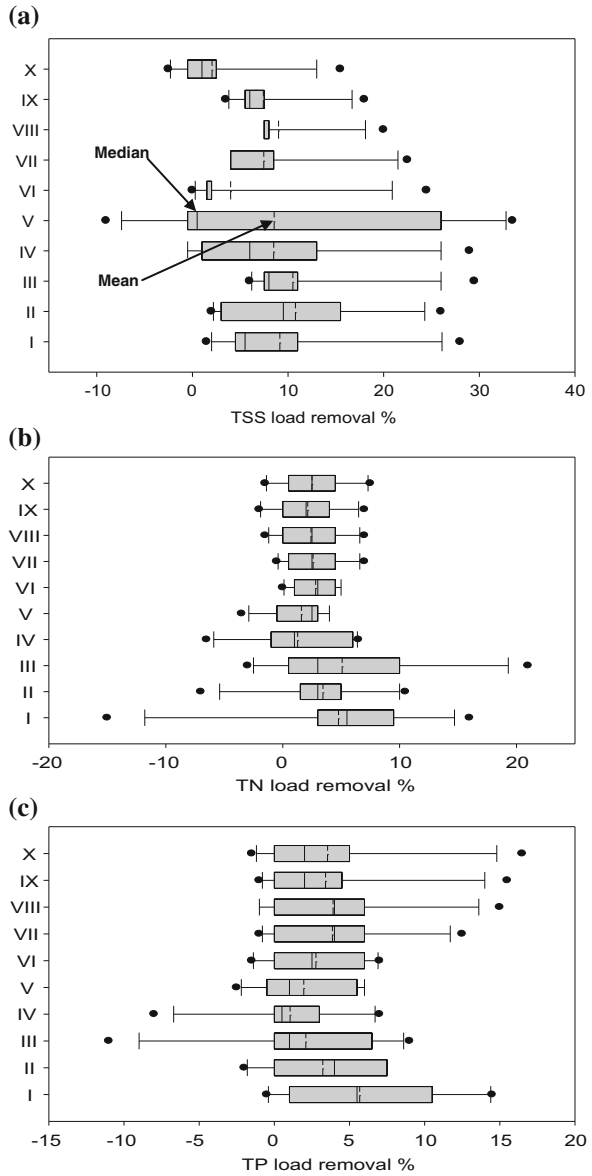 (a)
X
IX
VIII
VII
VI
V
IV
III
II
I
Median
Mean
-10 0 10 20 30 40
TSS load removal %
(b)
X
IX
VIII
VII
VI
V
IV
III
II
I
-20 -10 0 10 20
TN load removal %
(c)
X
IX
VIII
VII
VI
V
IV
III
II
I
-15 -10 -5 0 5 10 15 20
TP load removal %